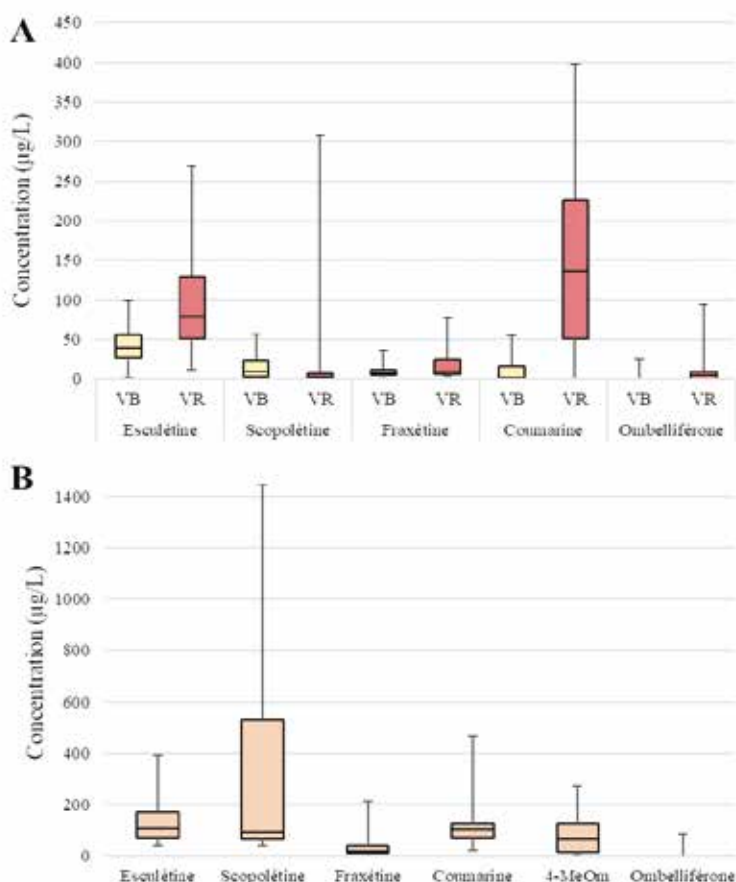 A
Concentration (µg/L)
450
400
350
300
250
200
150
100
50
0
VB VR VB VR VB VR VB VR VB VR
Esculétine Scopolétine Fraxétine Coumarine Ombelliférone
B
Concentration (µg/L)
1400
1200
1000
800
600
400
200
0
Esculétine Scopolétine Fraxétine Coumarine 4-MeOm Ombelliférone